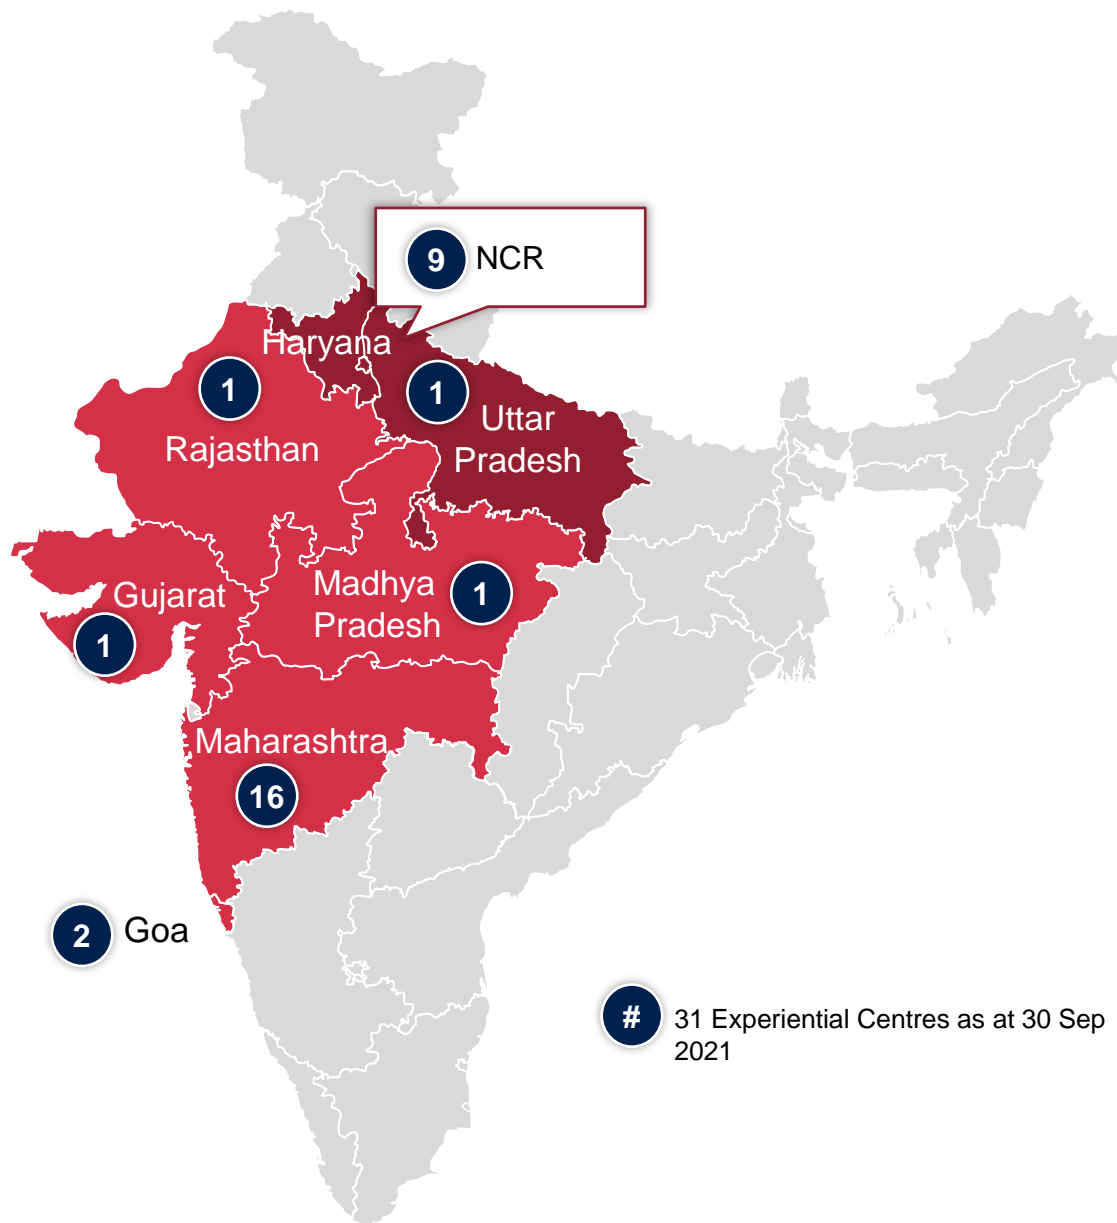 9 NCR
Haryana
1
Rajasthan
1
Uttar
Pradesh
Gujarat
1
Madhya
Pradesh
1
Maharashtra
16
2 Goa
# 31 Experiential Centres as at 30 Sep
2021